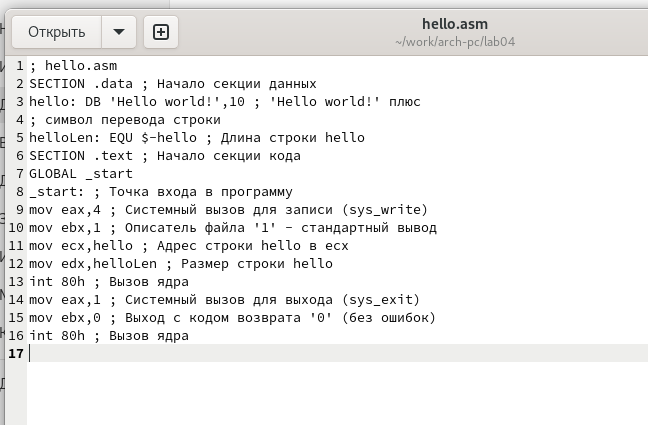 Открыть
hello.asm
~/work/arch-pc/lab04
1 ; hello.asm
2 SECTION .data ; Начало секции данных
3 hello: DB 'Hello world!',10 ; 'Hello world!' плюс
4 ; символ перевода строки
5 helloLen: EQU $-hello ; Длина строки hello
6 SECTION .text ; Начало секции кода
7 GLOBAL _start
8 _start: ; Точка входа в программу
9 mov eax,4 ; Системный вызов для записи (sys_write)
10 mov ebx,1 ; Описатель файла '1' - стандартный вывод
11 mov ecx,hello ; Адрес строки hello в ecx
12 mov edx,helloLen ; Размер строки hello
13 int 80h ; Вызов ядра
14 mov eax,1 ; Системный вызов для выхода (sys_exit)
15 mov ebx,0 ; Выход с кодом возврата '0' (без ошибок)
16 int 80h ; Вызов ядра
17